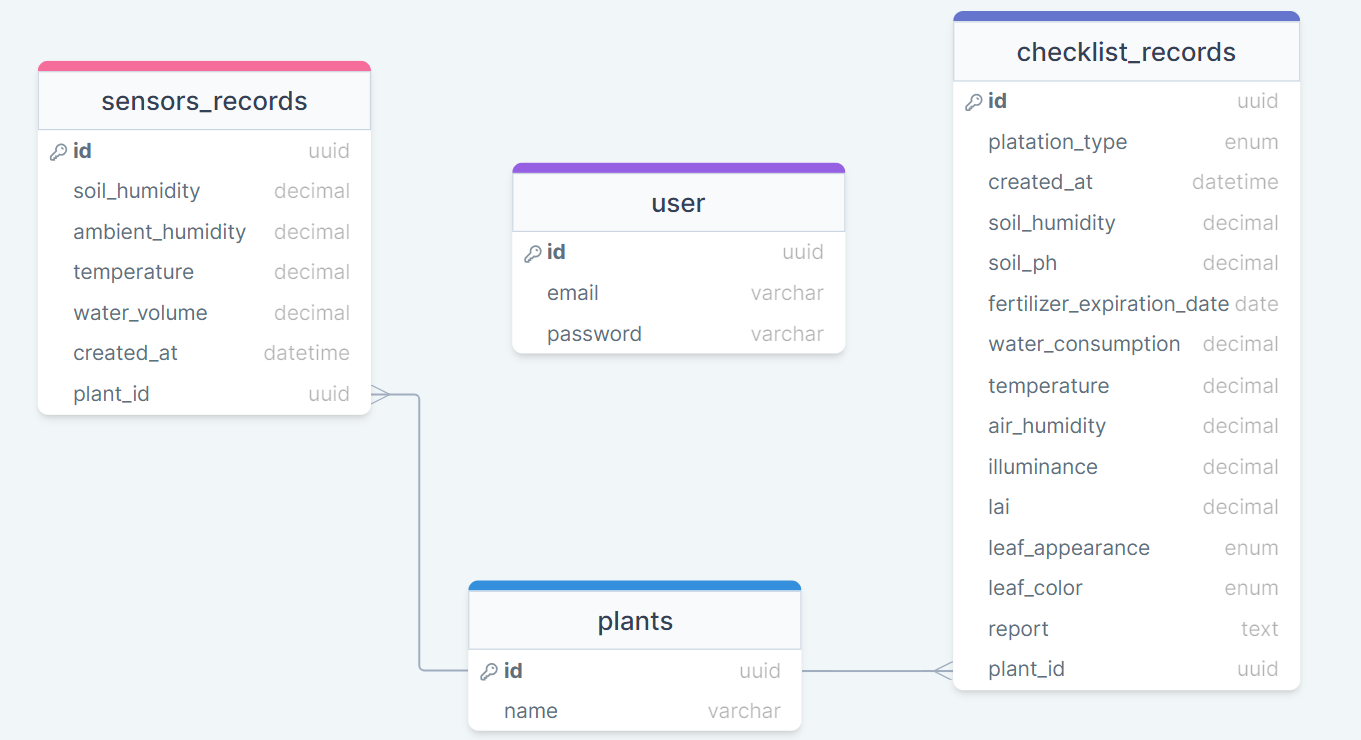 sensors_records
id uuid
soil_humidity decimal
ambient_humidity decimal
temperature decimal
water_volume decimal
created_at datetime
plant_id uuid
user
id uuid
email varchar
password varchar
plants
id uuid
name varchar
checklist_records
id uuid
platation_type enum
created_at datetime
soil_humidity decimal
soil_ph decimal
fertilizer_expiration_date date
water_consumption decimal
temperature decimal
air_humidity decimal
illuminance decimal
lai decimal
leaf_appearance enum
leaf_color enum
report text
plant_id uuid